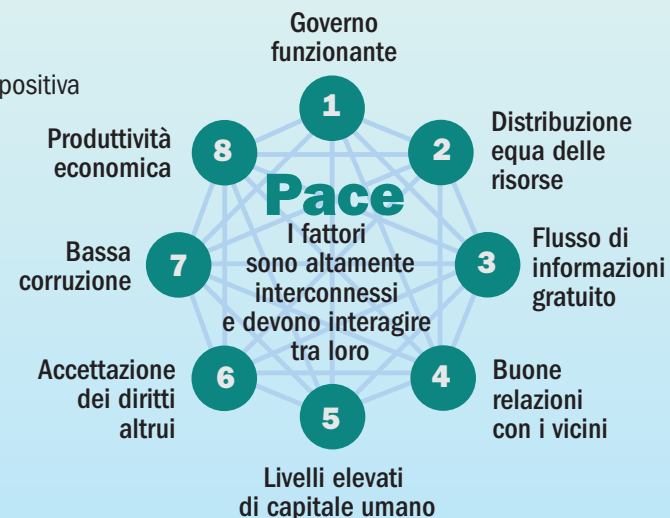 positiva
Governo
funzionante
1
Distribuzione
equa delle
risorse
2
Flusso di
informazioni
gratuito
3
Buone
relazioni
con i vicini
4
Livelli elevati
di capitale umano
5
Accettazione
dei diritti
altrui
6
Bassa
corruzione
7
Produttività
economica
8
Pace
I fattori
sono altamente
interconnessi
e devono interagire
tra loro